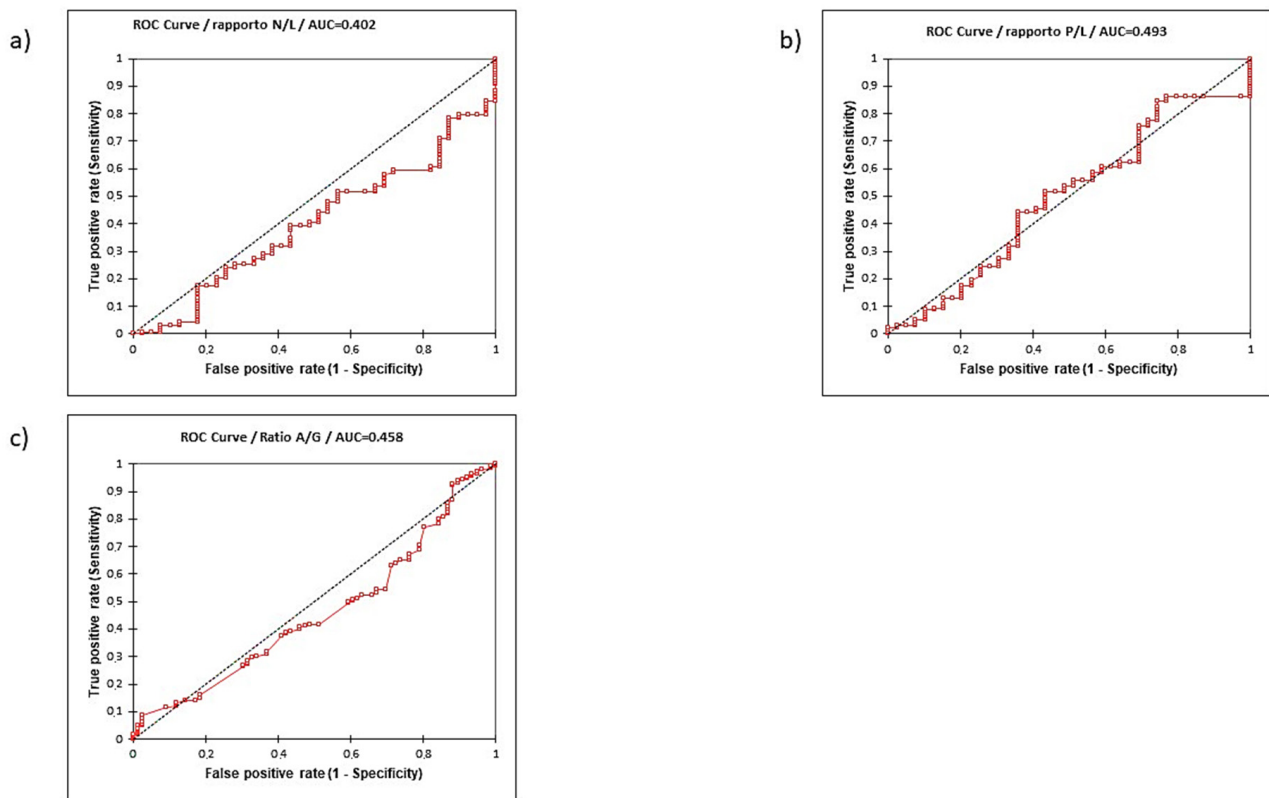 a)
ROC Curve / rapporto N/L / AUC=0.402
1
0,9
0,8
0,7
0,6
0,5
0,4
0,3
0,2
0,1
0
True positive rate (Sensitivity)
0 0,2 0,4 0,6 0,8 1
False positive rate (1 - Specificity)
b)
ROC Curve / rapporto P/L / AUC=0.493
1
0,9
0,8
0,7
0,6
0,5
0,4
0,3
0,2
0,1
0
True positive rate (Sensitivity)
0 0,2 0,4 0,6 0,8 1
False positive rate (1 - Specificity)
c)
ROC Curve / Ratio A/G / AUC=0.458
1
0,9
0,8
0,7
0,6
0,5
0,4
0,3
0,2
0,1
0
True positive rate (Sensitivity)
0 0,2 0,4 0,6 0,8 1
False positive rate (1 - Specificity)